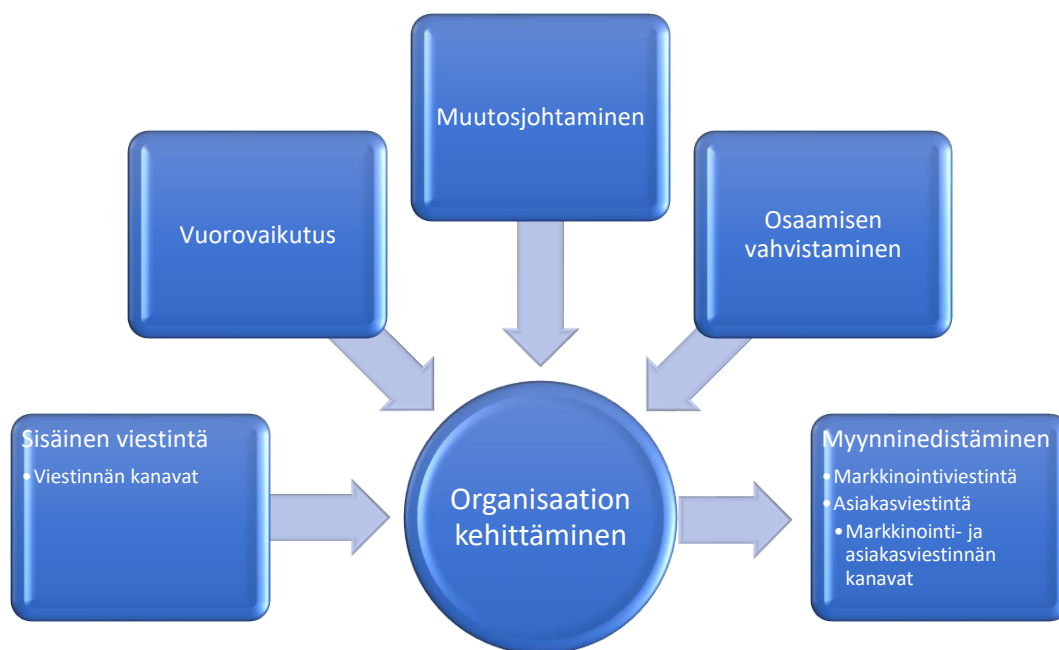 Muutosjohtaminen
Vuorovaikutus
Osaamisen
vahvistaminen
Sisäinen viestintä
•Viestinnän kanavat
Organisaation
kehittäminen
Myynninedistäminen
•Markkinointiviestintä
•Asiakasviestintä
•Markkinointi- ja
asiakasviestinnän
kanavat